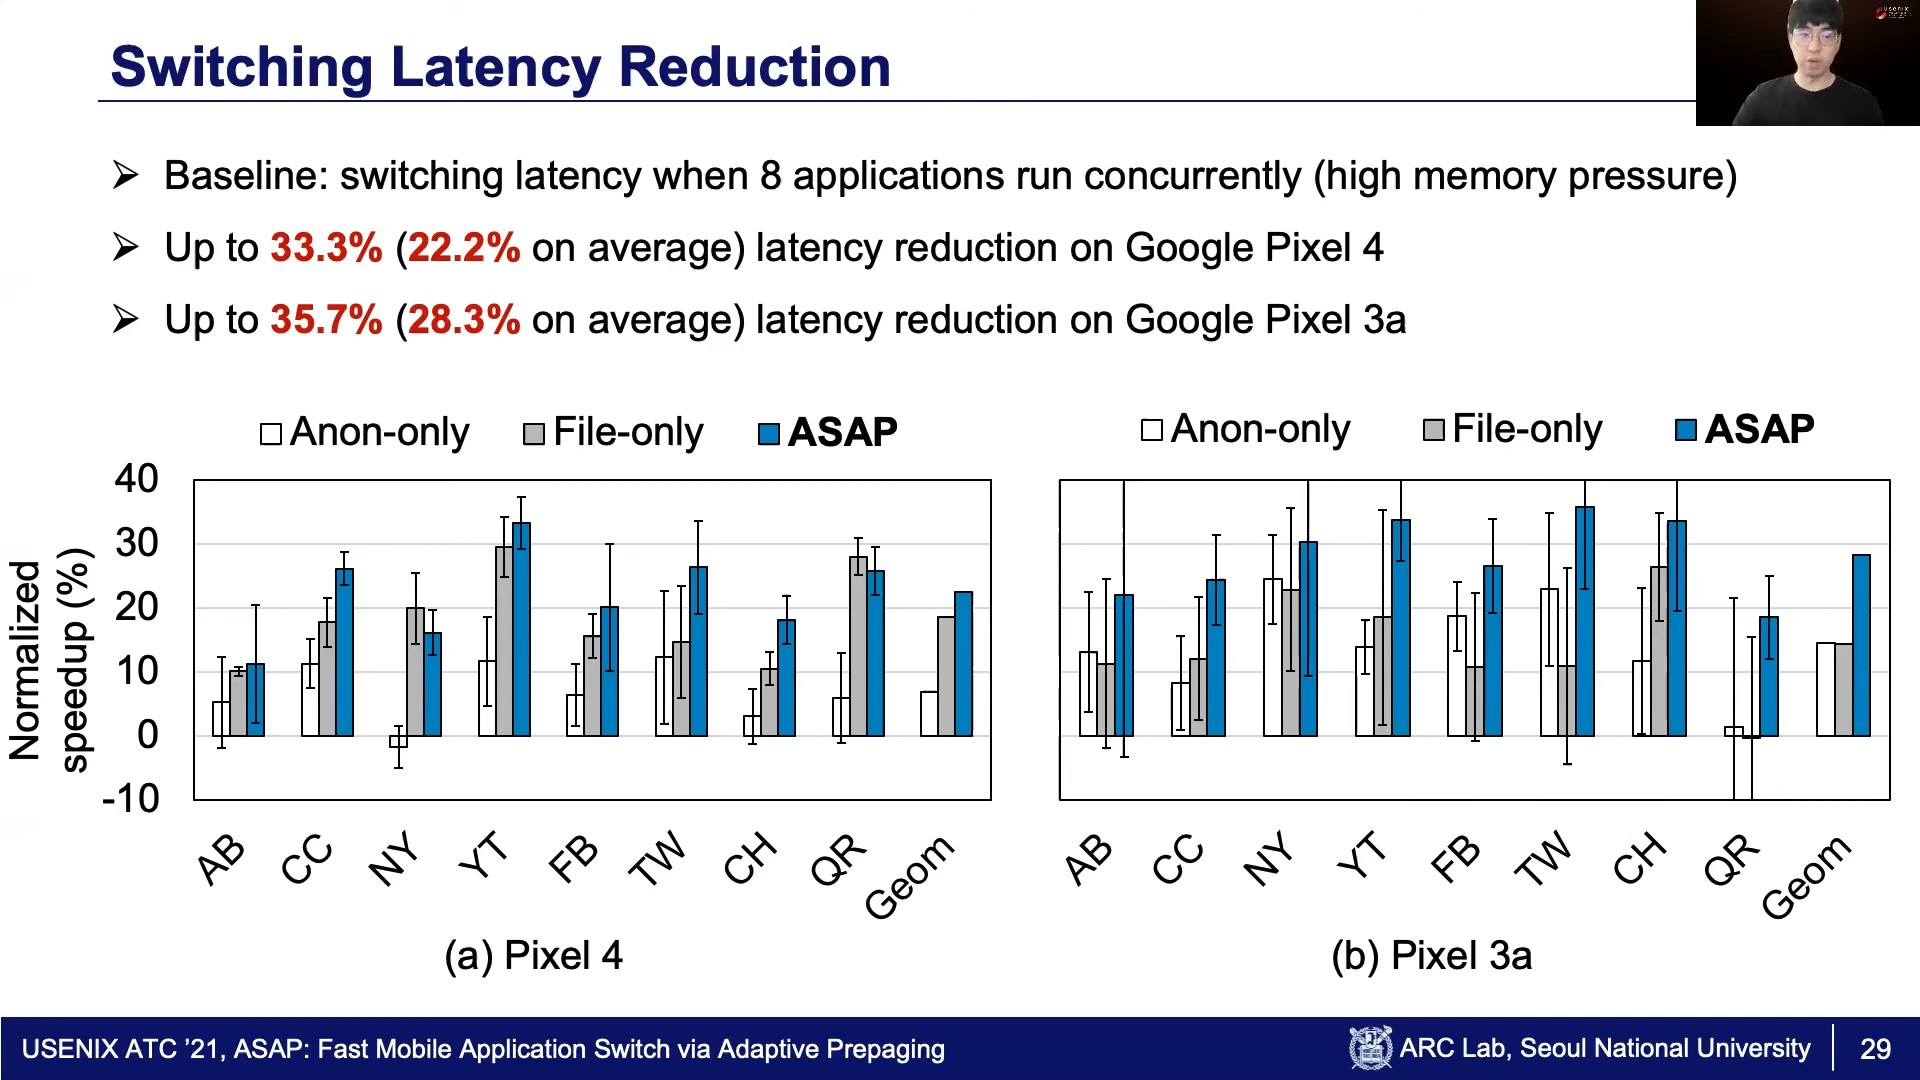 Switching Latency Reduction
Baseline: switching latency when 8 applications run concurrently (high memory pressure)
Up to 33.3% (22.2% on average) latency reduction on Google Pixel 4
Up to 35.7% (28.3% on average) latency reduction on Google Pixel 3a
Anon-only File-only ASAP
Anon-only File-only ASAP
Normalized
speedup (%)
40
30
20
10
0
-10
AB CC NY YT FB TW CH QR Geom
AB CC NY YT FB TW CH QR Geom
(a) Pixel 4
(b) Pixel 3a
USENIX ATC ’21, ASAP: Fast Mobile Application Switch via Adaptive Prepaging
ARC Lab, Seoul National University
29